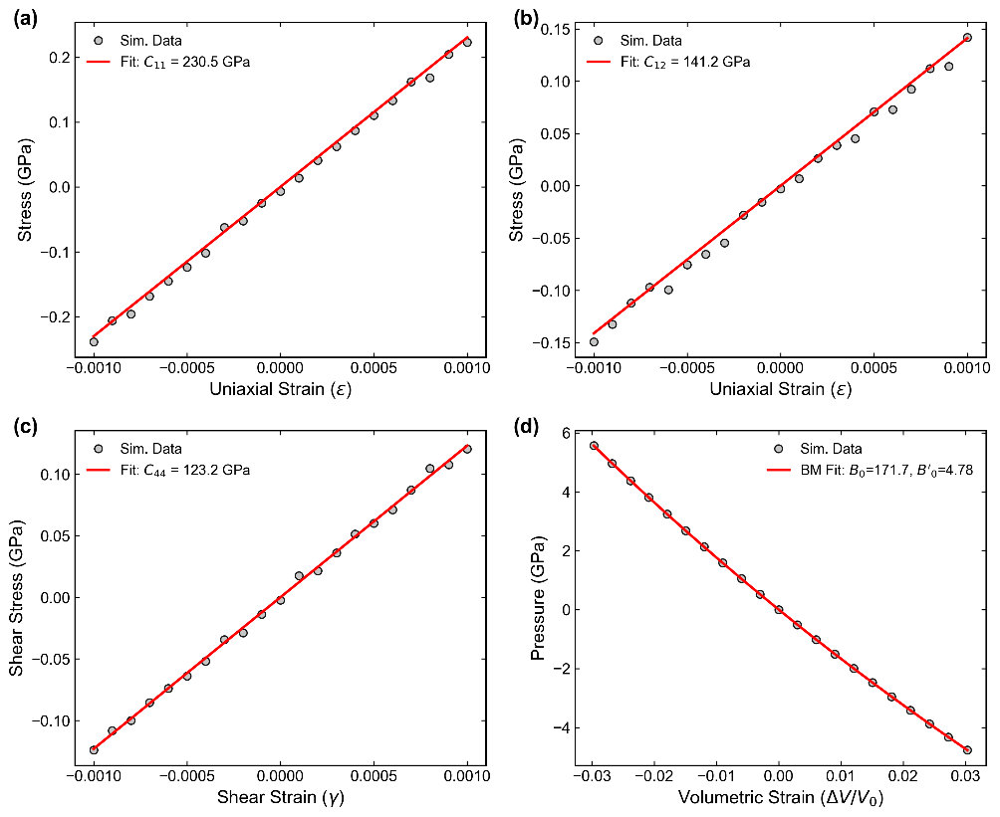 (a)
Sim. Data
Fit: C₁₁ = 230.5 GPa
0.2
0.1
0.0
−0.1
−0.2
Stress (GPa)
−0.0010 −0.0005 0.0000 0.0005 0.0010
Uniaxial Strain (ε)
(b)
Sim. Data
Fit: C₁₂ = 141.2 GPa
0.15
0.10
0.05
0.00
−0.05
−0.10
−0.15
Stress (GPa)
−0.0010 −0.0005 0.0000 0.0005 0.0010
Uniaxial Strain (ε)
(c)
Sim. Data
Fit: C₄₄ = 123.2 GPa
0.10
0.05
0.00
−0.05
−0.10
Shear Stress (GPa)
−0.0010 −0.0005 0.0000 0.0005 0.0010
Shear Strain (γ)
(d)
Sim. Data
BM Fit: B₀=171.7, B′₀=4.78
6
4
2
0
−2
−4
Pressure (GPa)
−0.03 −0.02 −0.01 0.00 0.01 0.02 0.03
Volumetric Strain (ΔV/V₀)